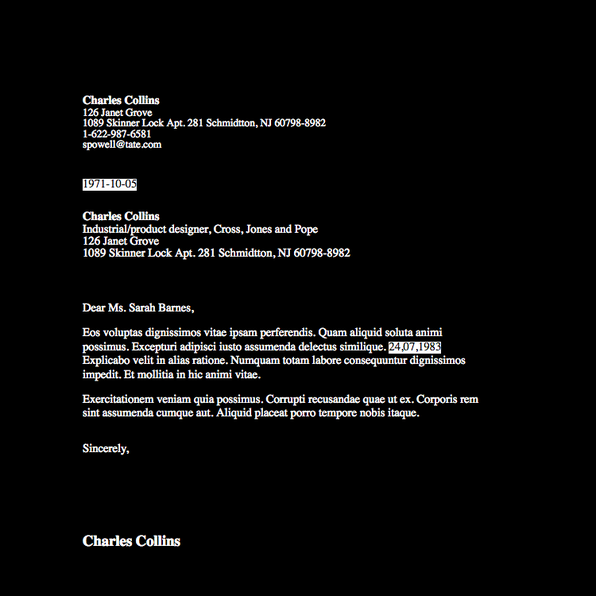 Charles Collins
126 Janet Grove
1089 Skinner Lock Apt. 281 Schmidtton, NJ 60798-8982
1-622-987-6581
spowell@tate.com
1971-10-05
Charles Collins
Industrial/product designer, Cross, Jones and Pope
126 Janet Grove
1089 Skinner Lock Apt. 281 Schmidtton, NJ 60798-8982
Dear Ms. Sarah Barnes,
Eos voluptas dignissimos vitae ipsam perferendis. Quam aliquid soluta animi
possimus. Excepturi adipisci iusto assumenda delectus similique. 24,07,1983
Explicabo velit in alias ratione. Numquam totam labore consequuntur dignissimos
impedit. Et mollitia in hic animi vitae.
Exercitationem veniam quia possimus. Corrupti recusandae quae ut ex. Corporis rem
sint assumenda cumque aut. Aliquid placeat porro tempore nobis itaque.
Sincerely,
Charles Collins